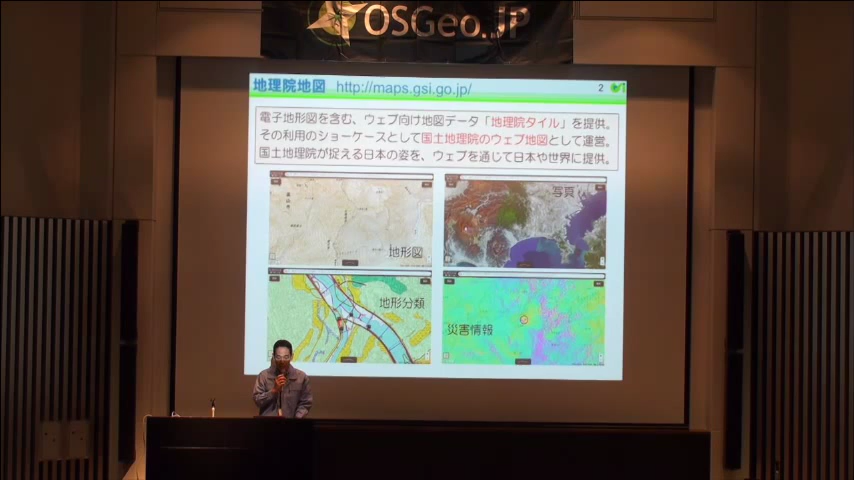 OSGeo.JP
地理院地図 http://maps.gsi.go.jp/
2
電子地形図を含む、ウェブ向け地図データ「地理院タイル」を提供。
その利用のショーケースとして国土地理院のウェブ地図として運営。
国土地理院が捉える日本の姿を、ウェブを通じて日本や世界に提供。
地形図
写真
地形分類
災害情報